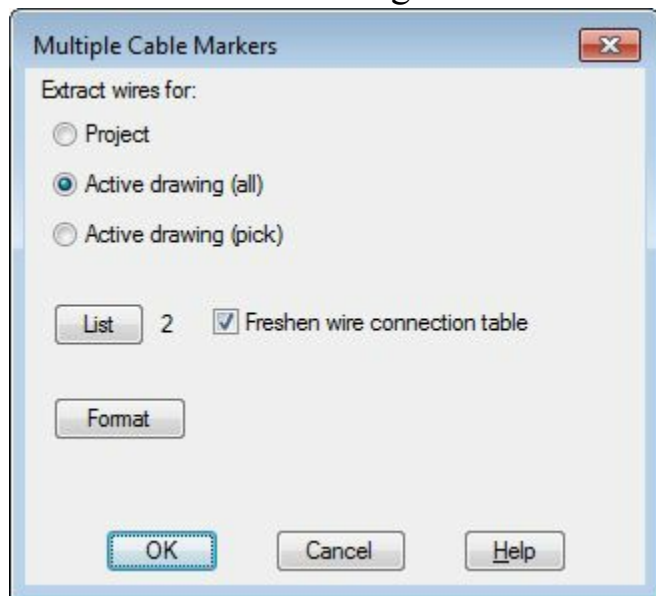 Multiple Cable Markers
Extract wires for:
Project
Active drawing (all)
Active drawing (pick)
List 2 Freshen wire connection table
Format
OK Cancel Help